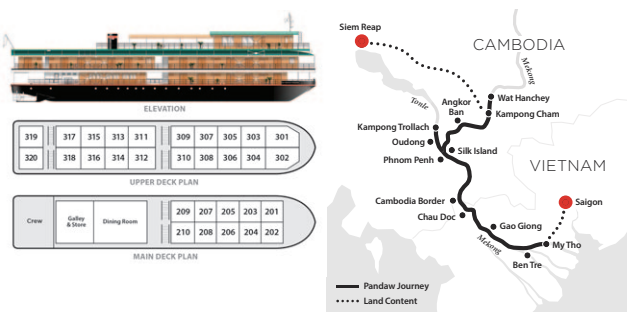 ELEVATION
319 317 315 313 311 309 307 305 303 301
320 318 316 314 312 310 308 306 304 302
UPPER DECK PLAN
Crew
Galley
& Store
Dining Room
209 207 205 203 201
210 208 206 204 202
MAIN DECK PLAN
Siem Reap
CAMBODIA
Mekong
Tonle
Angkor
Ban
Wat Hanchey
Kampong Cham
Kampong Trollach
Oudong
Silk Island
Phnom Penh
VIETNAM
Cambodia Border
Saigon
Chau Doc
Gao Giong
Mekong
My Tho
Ben Tre
Pandaw Journey
Land Content